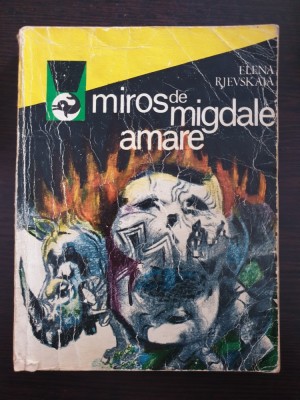 ELENA
RJEVSKAIA
miros de
migdale
amare